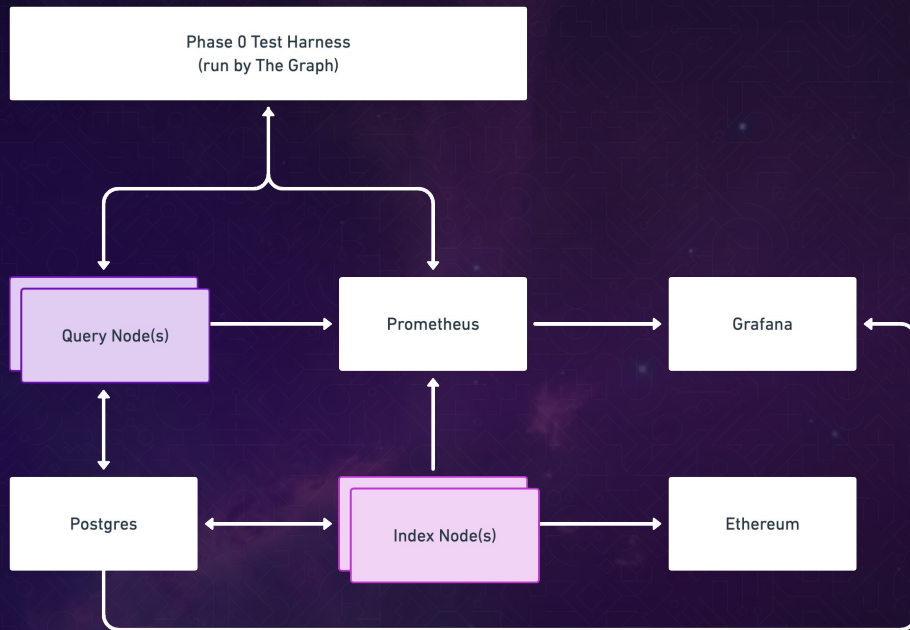 Phase 0 Test Harness
(run by The Graph)
Query Node(s)
Prometheus
Grafana
Postgres
Index Node(s)
Ethereum